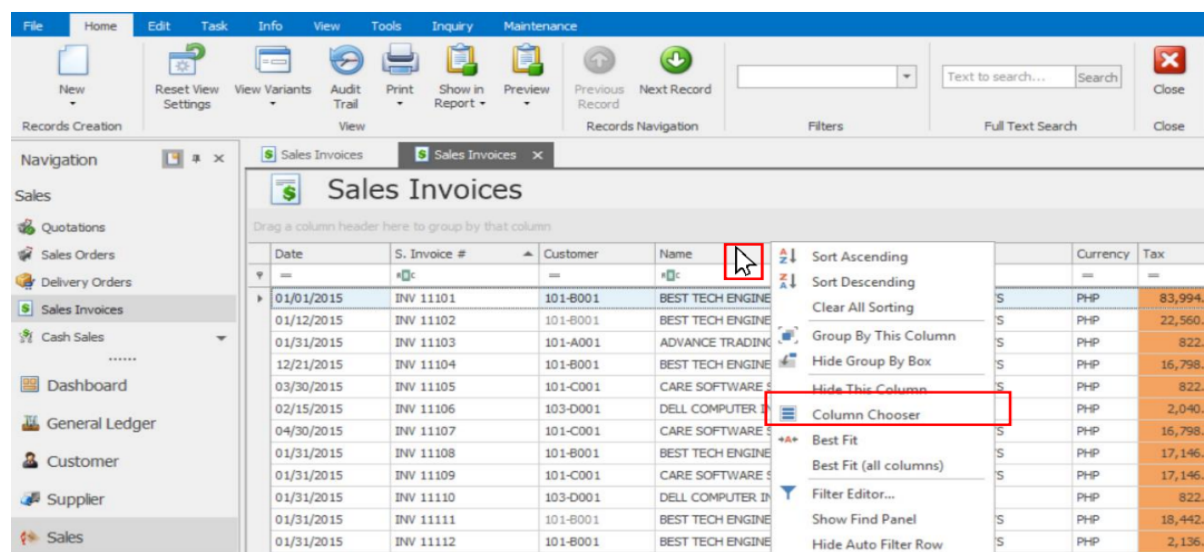 File Home Edit Task Info View Tools Inquiry Maintenance
New Reset View Settings View Variants Audit Trail Print Show in Report Preview Previous Record Next Record Text to search... Search Close
Records Creation View Records Navigation Filters Full Text Search Close
Navigation
Sales Invoices Sales Invoices
Sales
Quotations
Sales Orders
Delivery Orders
Sales Invoices
Cash Sales
Dashboard
General Ledger
Customer
Supplier
Sales
Sales Invoices
Drag a column header here to group by that column
Date S. Invoice # Customer Name Currency Tax
01/01/2015 INV 11101 101-B001 BEST TECH ENGINE PHP 83,994.
01/12/2015 INV 11102 101-B001 BEST TECH ENGINE PHP 22,560.
01/31/2015 INV 11103 101-A001 ADVANCE TRADING PHP 822.
12/21/2015 INV 11104 101-B001 BEST TECH ENGINE PHP 16,798.
03/30/2015 INV 11105 101-C001 CARE SOFTWARE S PHP 822.
02/15/2015 INV 11106 103-D001 DELL COMPUTER IN PHP 2,040.
04/30/2015 INV 11107 101-C001 CARE SOFTWARE S PHP 16,798.
01/31/2015 INV 11108 101-B001 BEST TECH ENGINE PHP 17,146.
01/31/2015 INV 11109 101-C001 CARE SOFTWARE S PHP 17,146.
01/31/2015 INV 11110 103-D001 DELL COMPUTER IN PHP 822.
01/31/2015 INV 11111 101-B001 BEST TECH ENGINE PHP 18,442.
01/31/2015 INV 11112 101-B001 BEST TECH ENGINE PHP 2,136.
Sort Ascending
Sort Descending
Clear All Sorting
Group By This Column
Hide Group By Box
Hide This Column
Column Chooser
Best Fit
Best Fit (all columns)
Filter Editor...
Show Find Panel
Hide Auto Filter Row